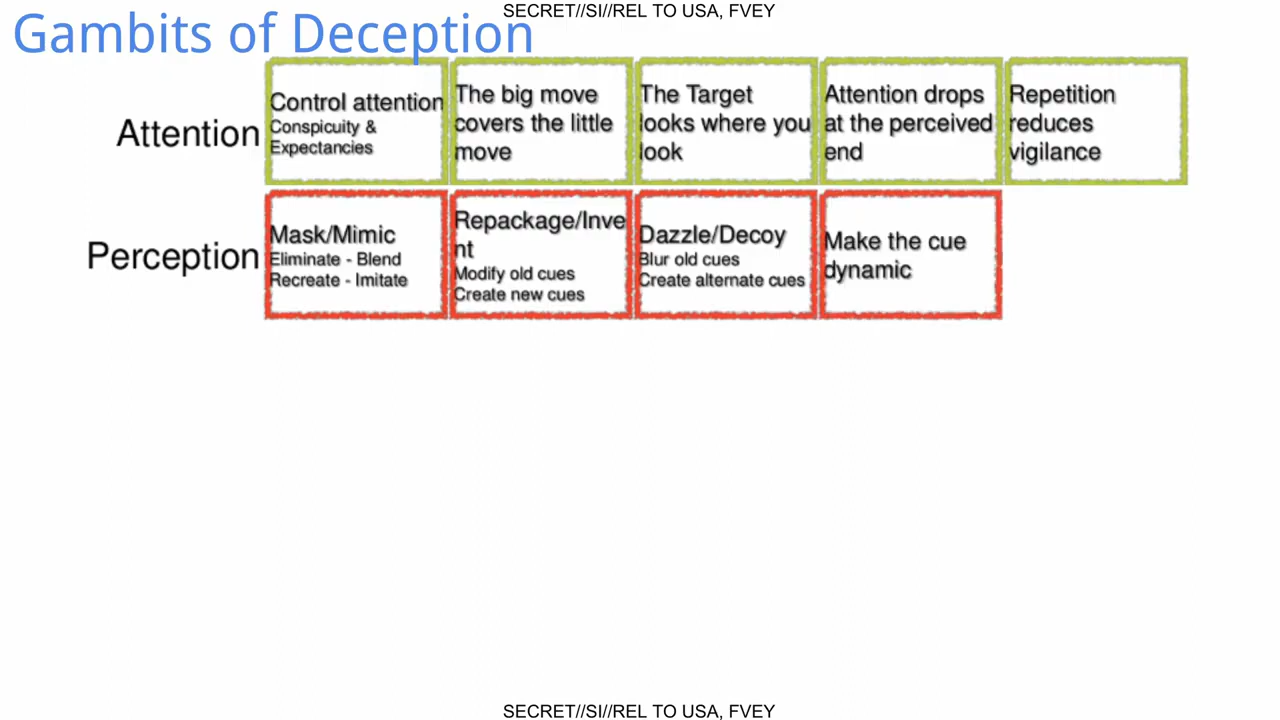 SECRET//SI//REL TO USA, FVEY
Gambits of Deception
Attention
Control attention
Conspicuity &
Expectancies
The big move
covers the little
move
The Target
looks where you
look
Attention drops
at the perceived
end
Repetition
reduces
vigilance
Perception
Mask/Mimic
Eliminate - Blend
Recreate - Imitate
Repackage/Inve
nt
Modify old cues
Create new cues
Dazzle/Decoy
Blur old cues
Create alternate cues
Make the cue
dynamic
SECRET//SI//REL TO USA, FVEY